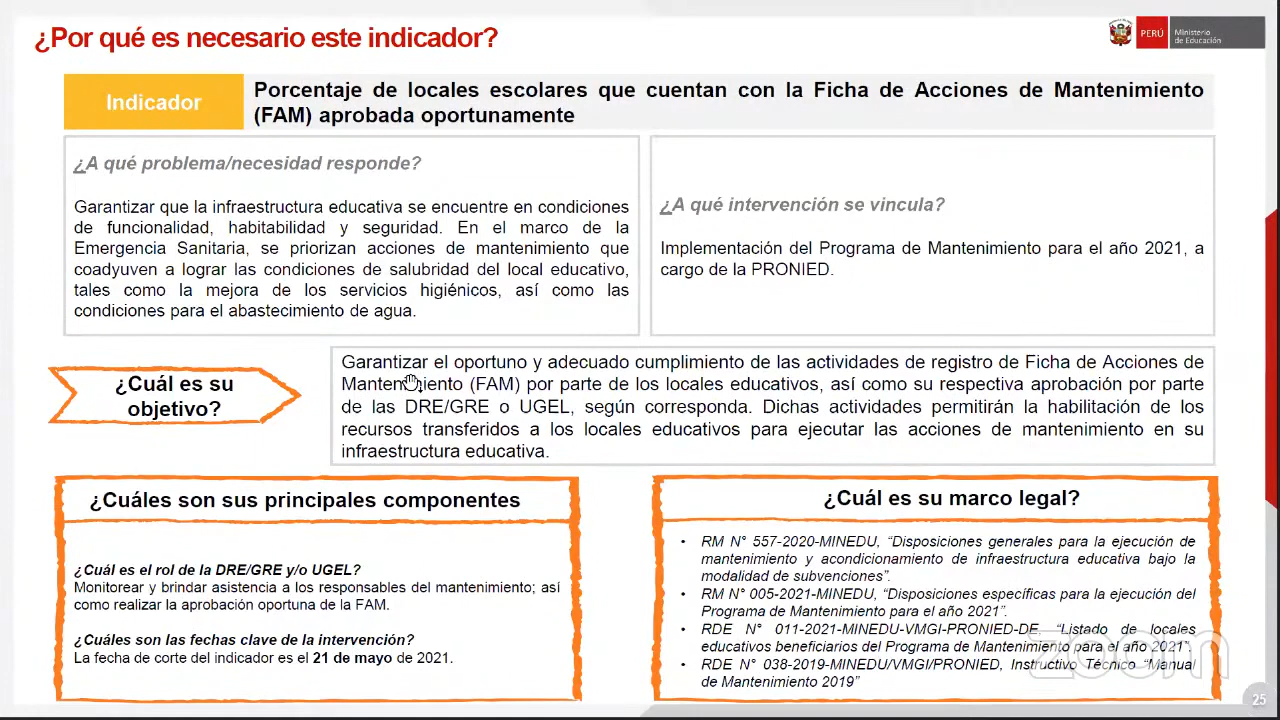 ¿Por qué es necesario este indicador?
PERÚ
Ministerio
de Educación
Indicador
Porcentaje de locales escolares que cuentan con la Ficha de Acciones de Mantenimiento
(FAM) aprobada oportunamente
¿A qué problema/necesidad responde?
Garantizar que la infraestructura educativa se encuentre en condiciones
de funcionalidad, habitabilidad y seguridad. En el marco de la
Emergencia Sanitaria, se priorizan acciones de mantenimiento que
coadyuven a lograr las condiciones de salubridad del local educativo,
tales como la mejora de los servicios higiénicos, así como las
condiciones para el abastecimiento de agua.
¿A qué intervención se vincula?
Implementación del Programa de Mantenimiento para el año 2021, a
cargo de la PRONIED.
¿Cuál es su
objetivo?
Garantizar el oportuno y adecuado cumplimiento de las actividades de registro de Ficha de Acciones de
Mantenimiento (FAM) por parte de los locales educativos, así como su respectiva aprobación por parte
de las DRE/GRE o UGEL, según corresponda. Dichas actividades permitirán la habilitación de los
recursos transferidos a los locales educativos para ejecutar las acciones de mantenimiento en su
infraestructura educativa.
¿Cuáles son sus principales componentes
¿Cuál es el rol de la DRE/GRE y/o UGEL?
Monitorear y brindar asistencia a los responsables del mantenimiento; así
como realizar la aprobación oportuna de la FAM.
¿Cuáles son las fechas clave de la intervención?
La fecha de corte del indicador es el 21 de mayo de 2021.
¿Cuál es su marco legal?
• RM N° 557-2020-MINEDU, “Disposiciones generales para la ejecución de
mantenimiento y acondicionamiento de infraestructura educativa bajo la
modalidad de subvenciones”.
• RM N° 005-2021-MINEDU, “Disposiciones específicas para la ejecución del
Programa de Mantenimiento para el año 2021”.
• RDE N° 011-2021-MINEDU-VMGI-PRONIED-DE “Listado de locales
educativos beneficiarios del Programa de Mantenimiento para el año 2021”.
• RDE N° 038-2019-MINEDU/VMGI/PRONIED, Instructivo Técnico “Manual
de Mantenimiento 2019”
zoom
25